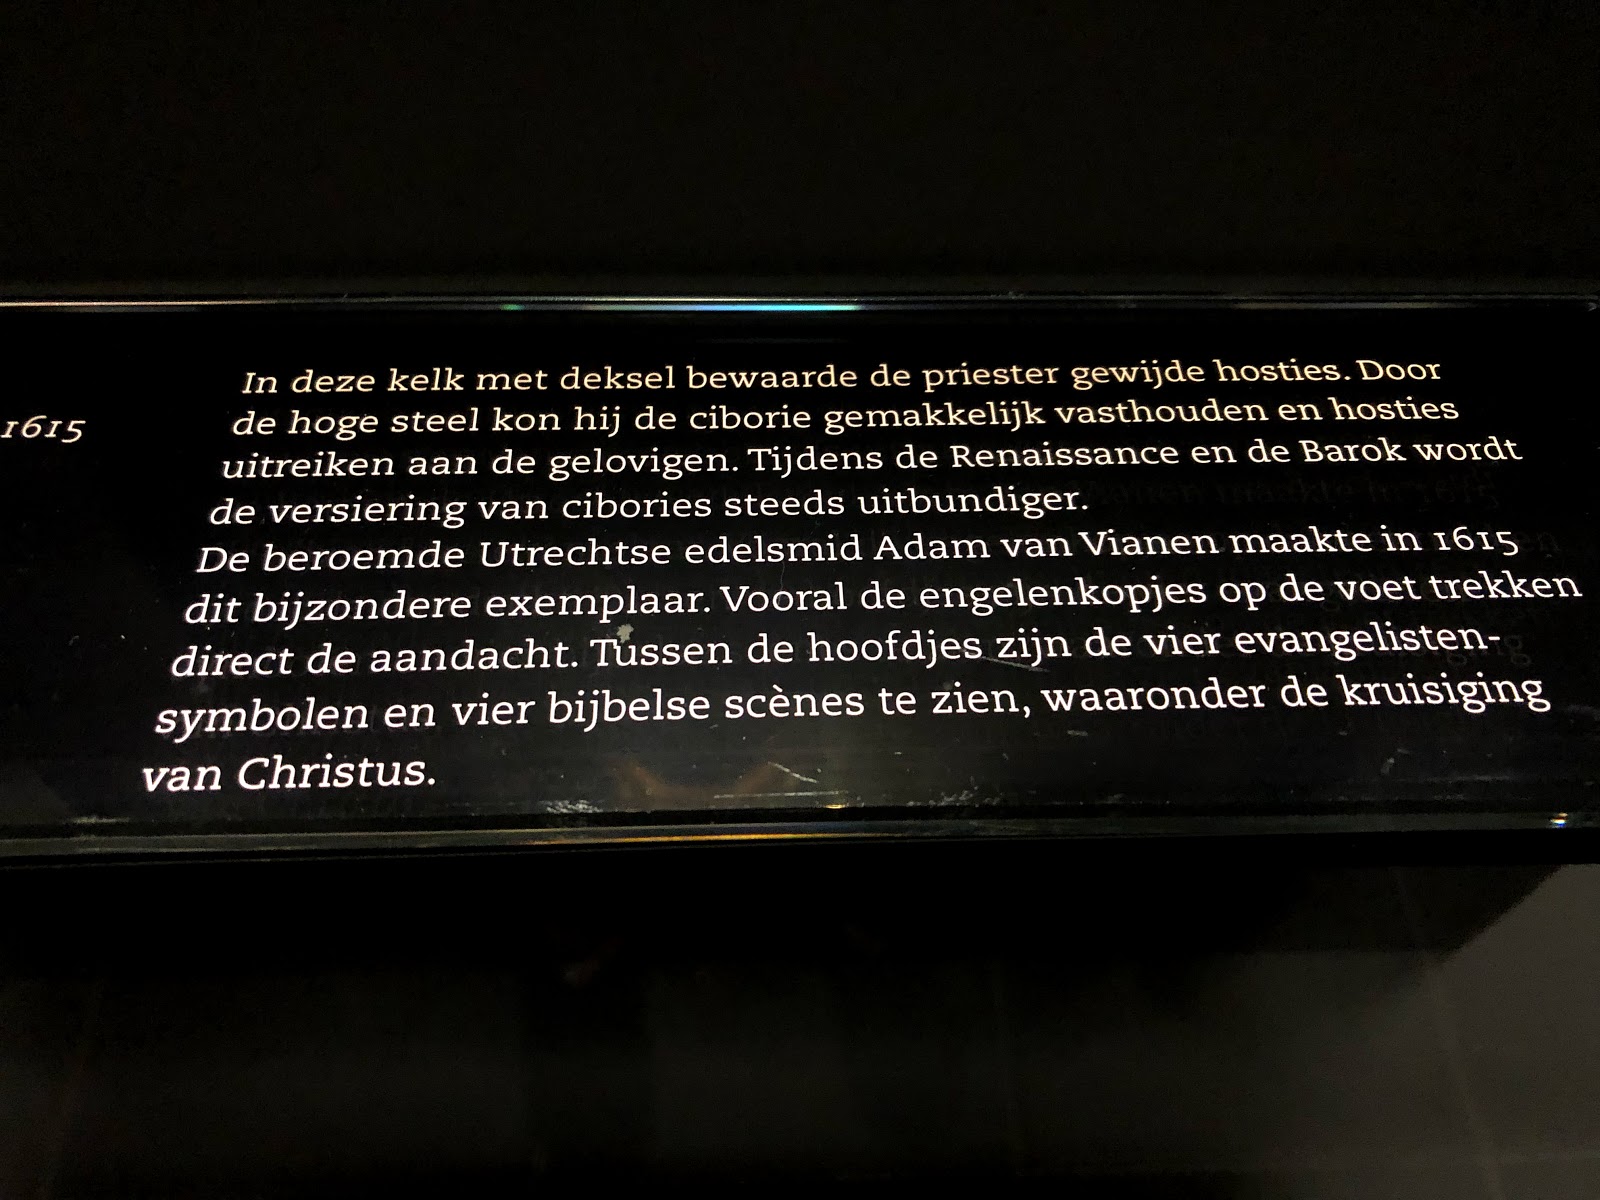 1615
In deze kelk met deksel bewaarde de priester gewijde hosties. Door
de hoge steel kon hij de ciborie gemakkelijk vasthouden en hosties
uitreiken aan de gelovigen. Tijdens de Renaissance en de Barok wordt
de versiering van cibories steeds uitbundiger.
De beroemde Utrechtse edelsmid Adam van Vianen maakte in 1615
dit bijzondere exemplaar. Vooral de engelenkopjes op de voet trekken
direct de aandacht. Tussen de hoofdjes zijn de vier evangelisten-
symbolen en vier bijbelse scènes te zien, waaronder de kruisiging
van Christus.